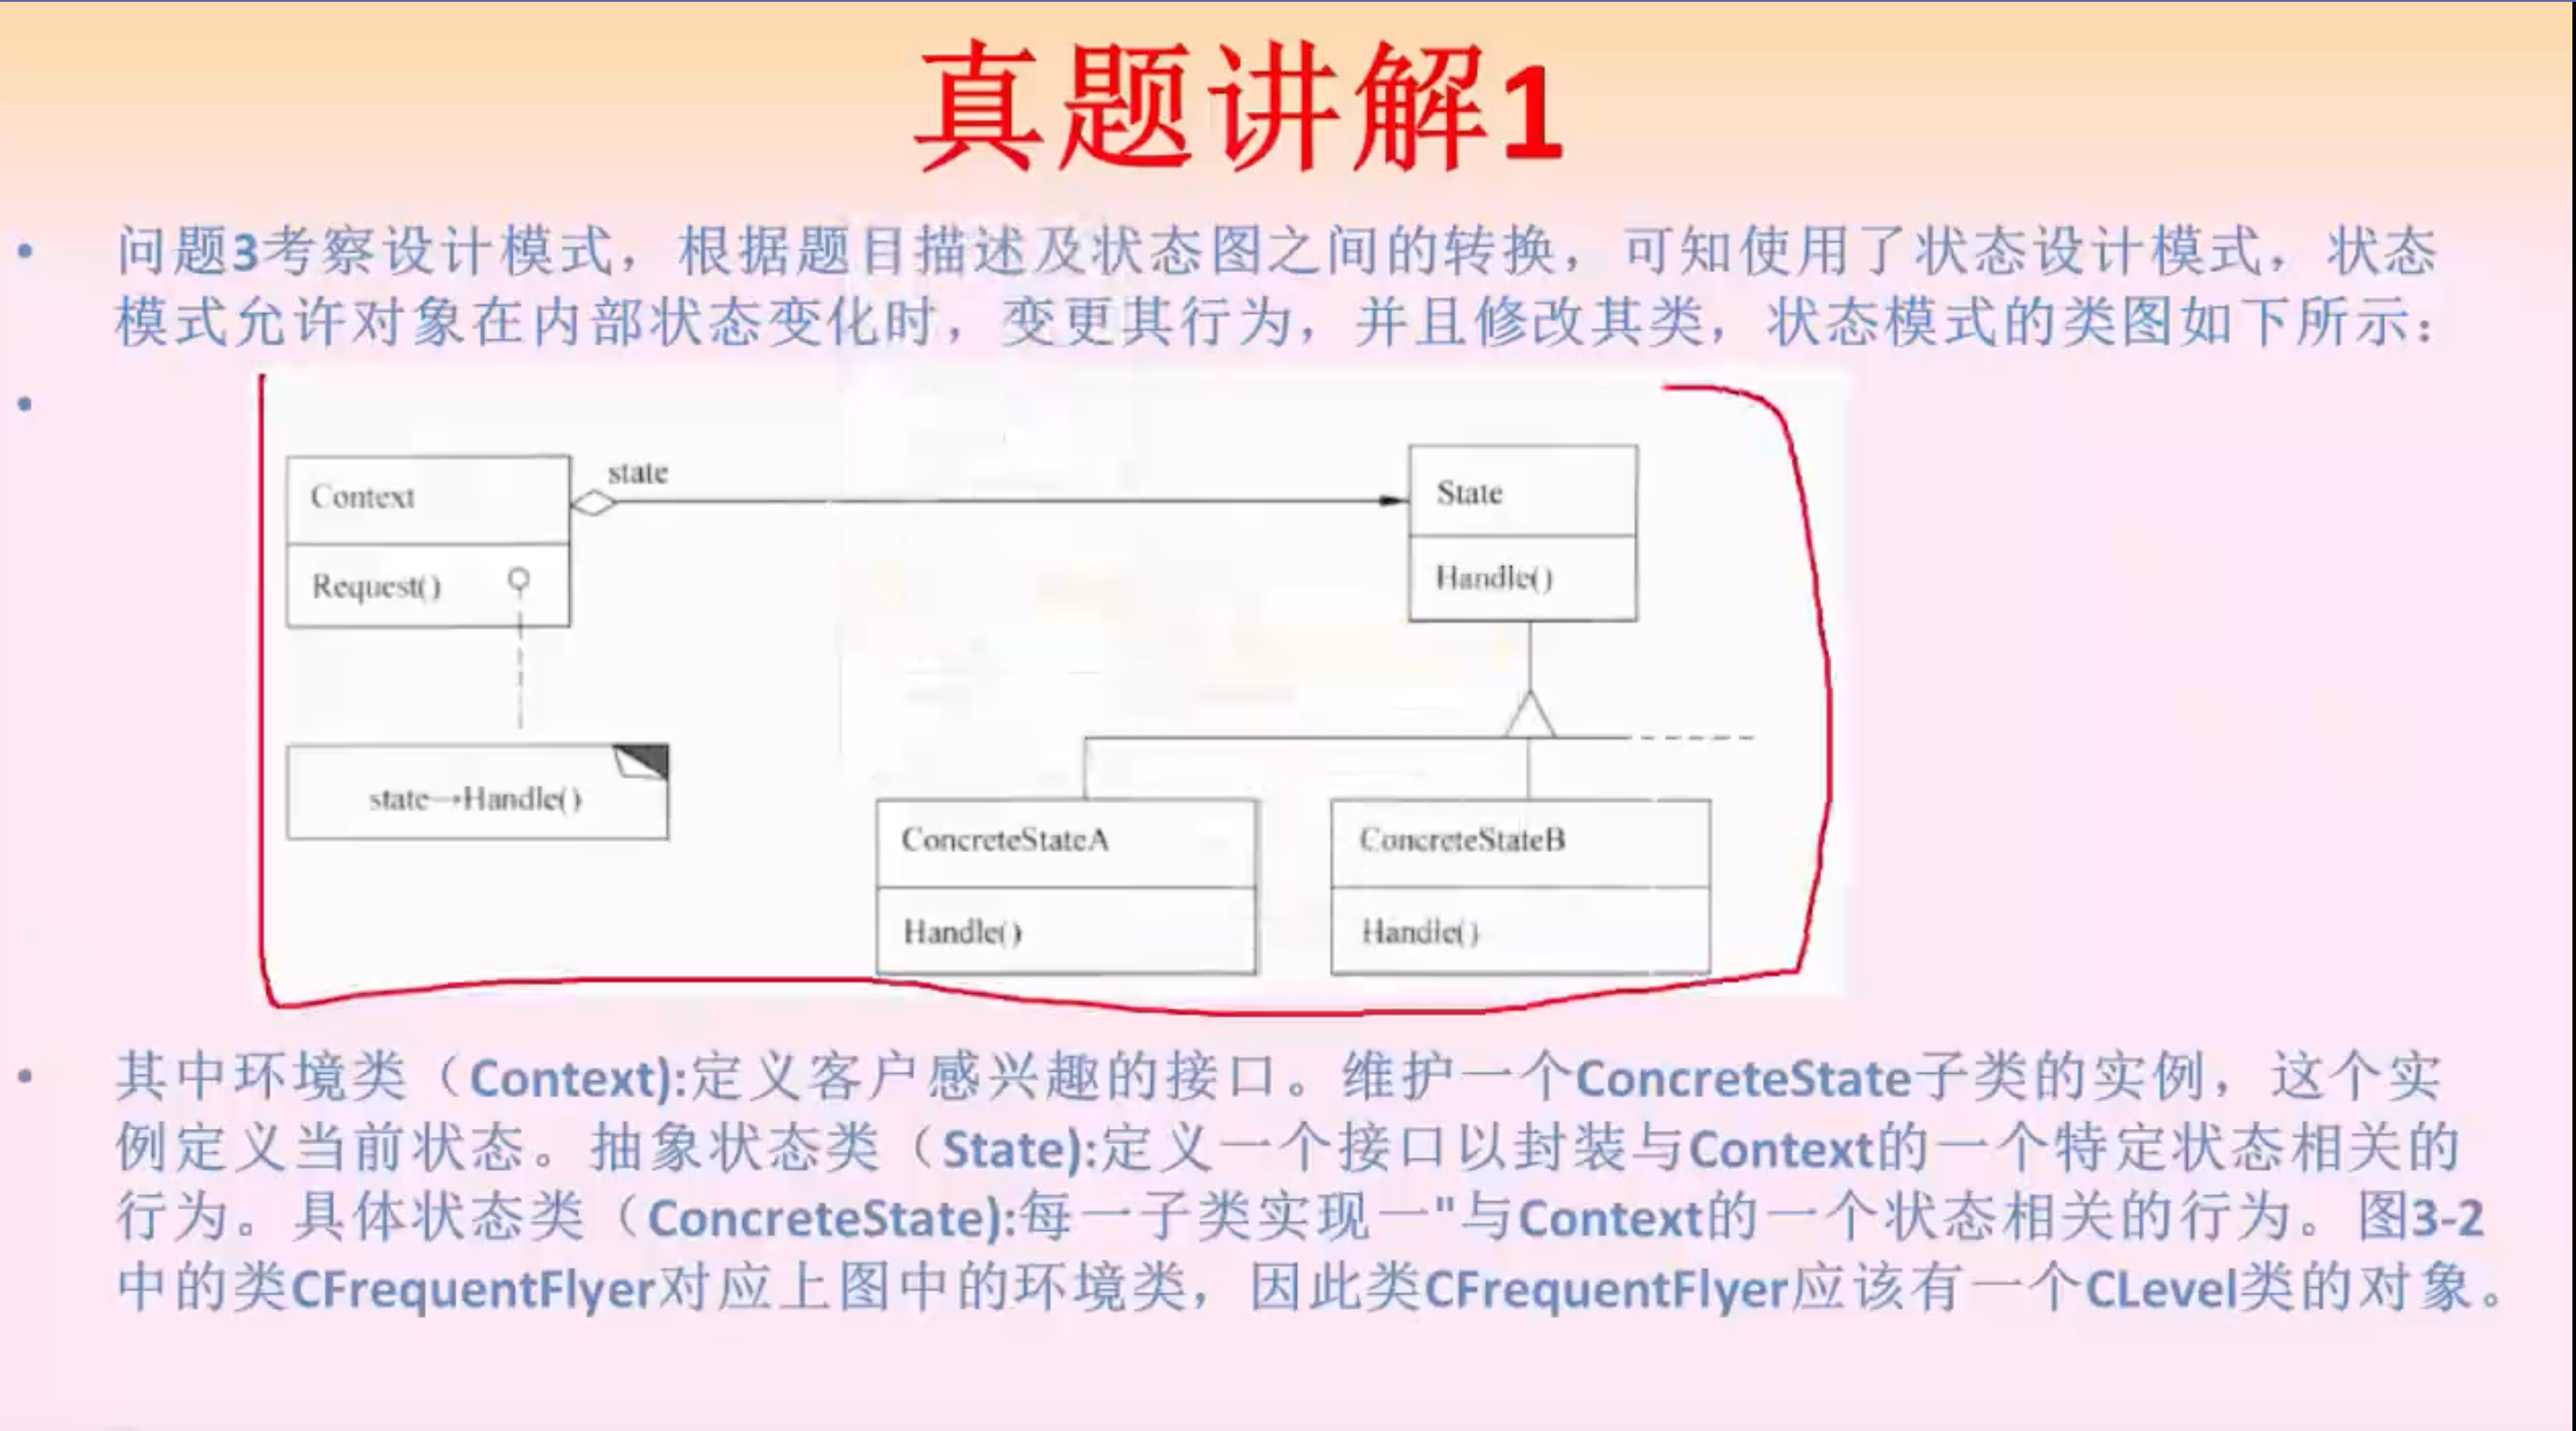 真题讲解1
• 问题3考察设计模式，根据题目描述及状态图之间的转换，可知使用了状态设计模式，状态
模式允许对象在内部状态变化时，变更其行为，并且修改其类，状态模式的类图如下所示：
•
state
Context
State
Request()
Handle()
state→Handle()
ConcreteStateA
ConcreteStateB
Handle()
Handle()
• 其中环境类（Context):定义客户感兴趣的接口。维护一个ConcreteState子类的实例，这个实
例定义当前状态。抽象状态类（State):定义一个接口以封装与Context的一个特定状态相关的
行为。具体状态类（ConcreteState):每一子类实现一"与Context的一个状态相关的行为。图3-2
中的类CFrequentFlyer对应上图中的环境类，因此类CFrequentFlyer应该有一个CLevel类的对象。